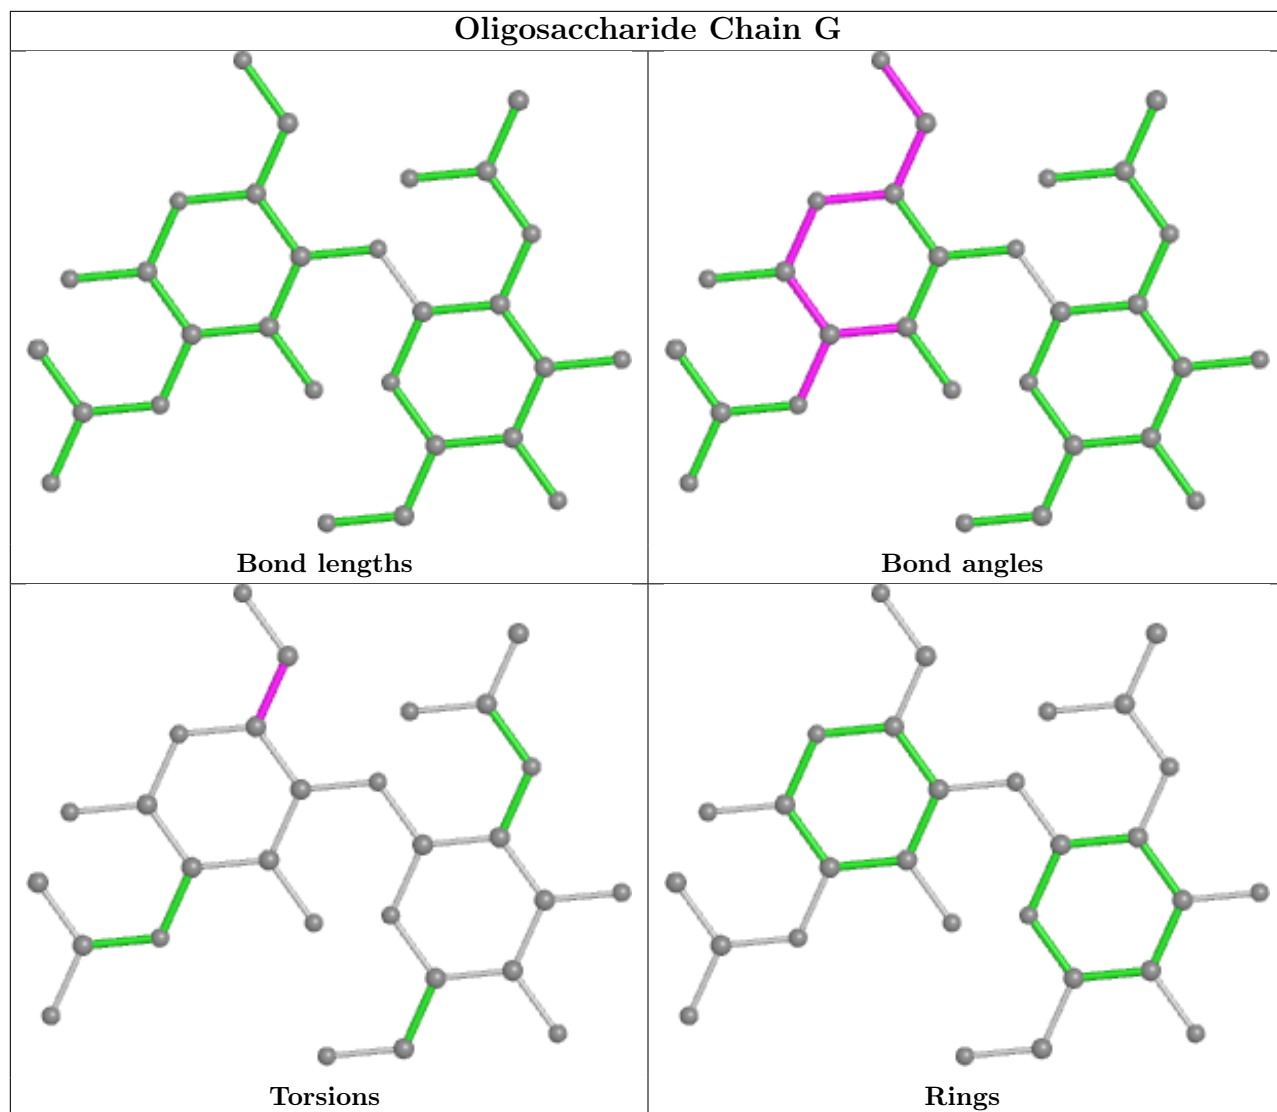 Oligosaccharide Chain G
Bond lengths
Bond angles
Torsions
Rings